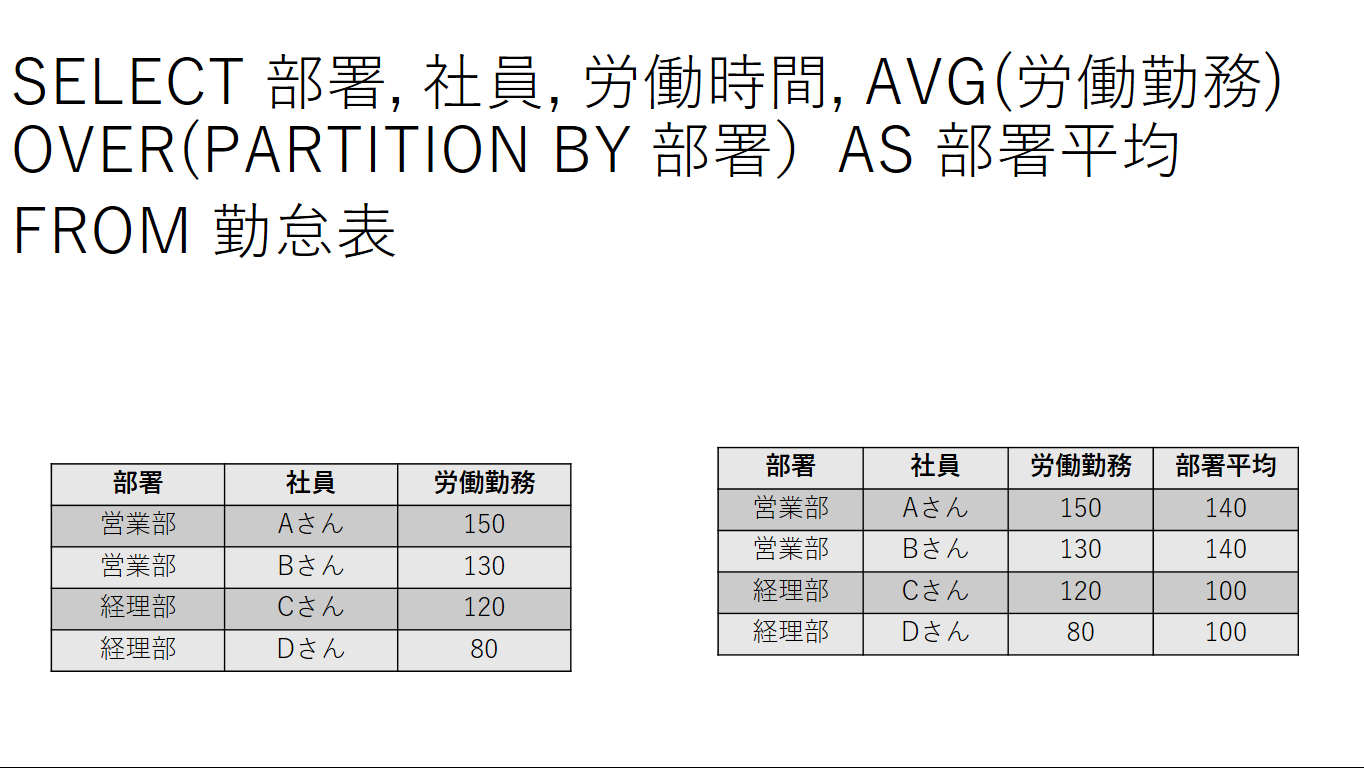 SELECT 部署, 社員, 労働時間, AVG(労働勤務)
OVER(PARTITION BY 部署） AS 部署平均
FROM 勤怠表
部署 社員 労働勤務
営業部 Aさん 150
営業部 Bさん 130
経理部 Cさん 120
経理部 Dさん 80
部署 社員 労働勤務 部署平均
営業部 Aさん 150 140
営業部 Bさん 130 140
経理部 Cさん 120 100
経理部 Dさん 80 100